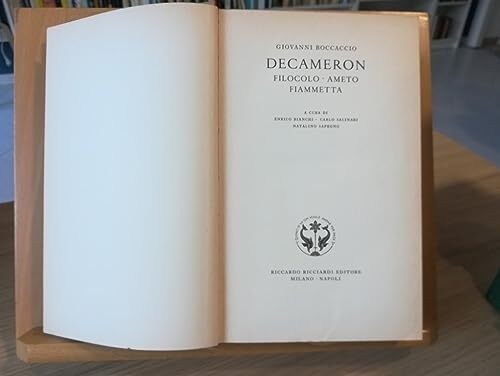 GIOVANNI BOCCACCIO
DECAMERON
FILOCOLO · AMETO
FIAMMETTA
A CURA DI
ENRICO BIANCHI · CARLO SALINARI
NATALINO SAPEGNO
RICCARDO RICCIARDI EDITORE
MILANO · NAPOLI